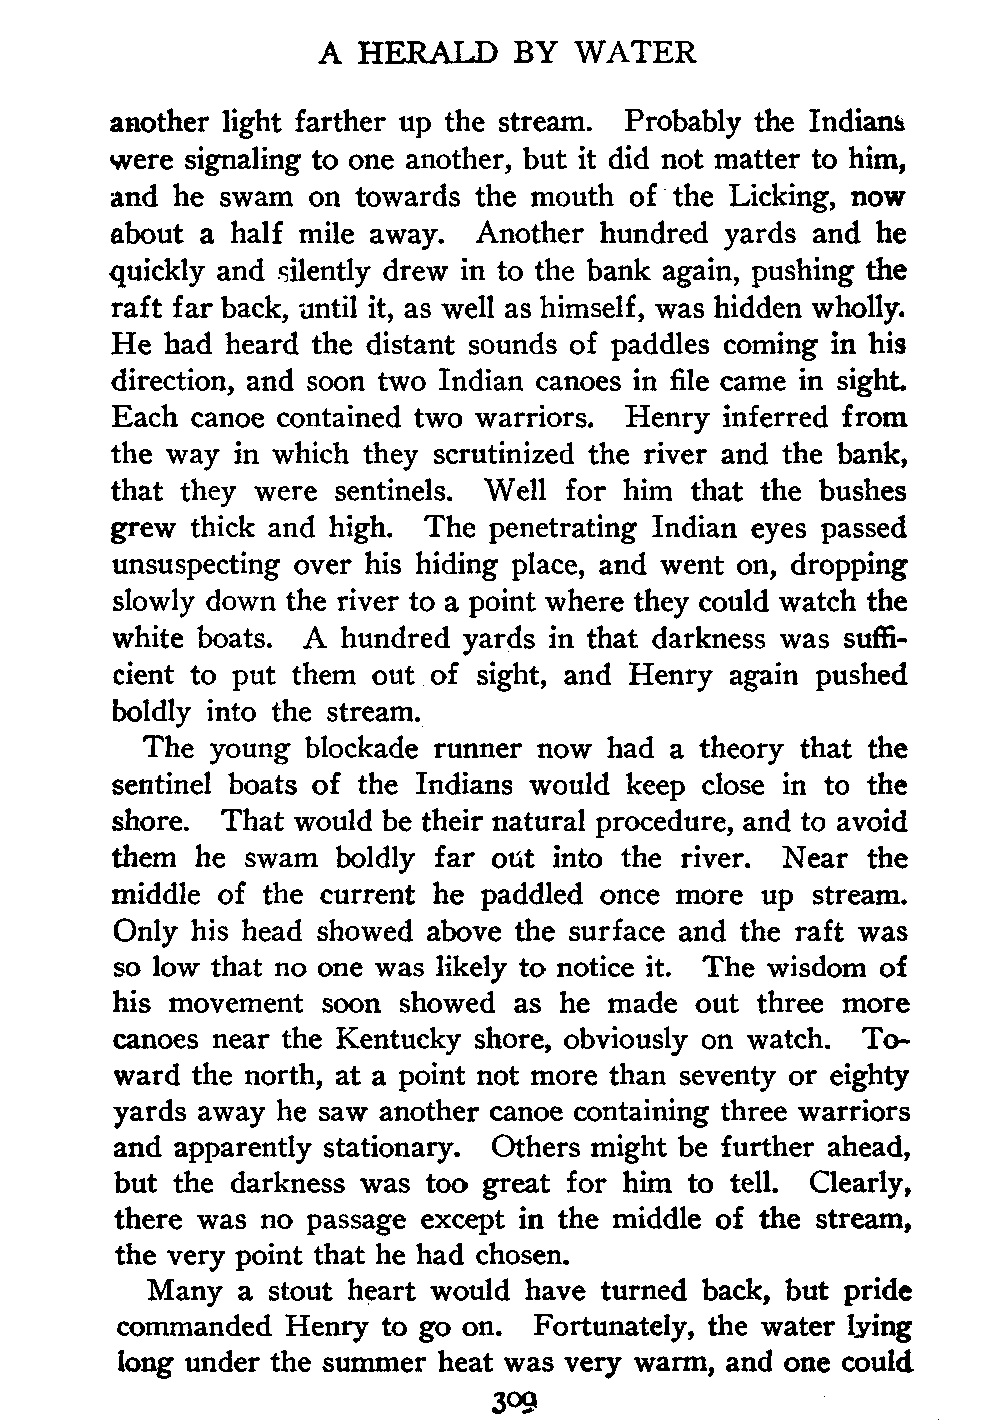 A HERALD BY WATER
another light farther up the stream. Probably the Indians
were signaling to one another, but it did not matter to him,
and he swam on towards the mouth of the Licking, now
about a half mile away. Another hundred yards and he
quickly and silently drew in to the bank again, pushing the
raft far back, until it, as well as himself, was hidden wholly.
He had heard the distant sounds of paddles coming in his
direction, and soon two Indian canoes in file came in sight.
Each canoe contained two warriors. Henry inferred from
the way in which they scrutinized the river and the bank,
that they were sentinels. Well for him that the bushes
grew thick and high. The penetrating Indian eyes passed
unsuspecting over his hiding place, and went on, dropping
slowly down the river to a point where they could watch the
white boats. A hundred yards in that darkness was suffi-
cient to put them out of sight, and Henry again pushed
boldly into the stream.
The young blockade runner now had a theory that the
sentinel boats of the Indians would keep close in to the
shore. That would be their natural procedure, and to avoid
them he swam boldly far out into the river. Near the
middle of the current he paddled once more up stream.
Only his head showed above the surface and the raft was
so low that no one was likely to notice it. The wisdom of
his movement soon showed as he made out three more
canoes near the Kentucky shore, obviously on watch. To-
ward the north, at a point not more than seventy or eighty
yards away he saw another canoe containing three warriors
and apparently stationary. Others might be further ahead,
but the darkness was too great for him to tell. Clearly,
there was no passage except in the middle of the stream,
the very point that he had chosen.
Many a stout heart would have turned back, but pride
commanded Henry to go on. Fortunately, the water lying
long under the summer heat was very warm, and one could
309